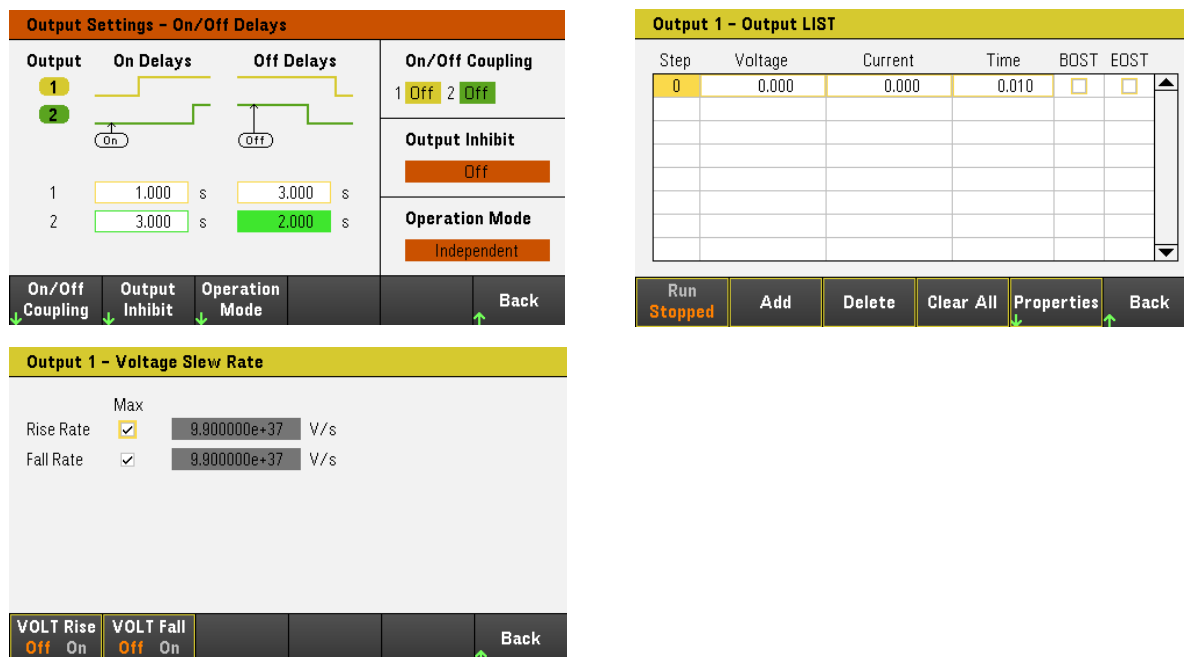 Output Settings - On/Off Delays
Output On Delays Off Delays
1
2
On Off
1 1.000 s 3.000 s
2 3.000 s 2.000 s
On/Off Coupling
1 Off 2 Off
Output Inhibit
Off
Operation Mode
Independent
On/Off Coupling Output Inhibit Operation Mode Back
Output 1 - Output LIST
Step Voltage Current Time BOST EOST
0 0.000 0.000 0.010
Run Stopped Add Delete Clear All Properties Back
Output 1 - Voltage Slew Rate
Max
Rise Rate 9.900000e+37 V/s
Fall Rate 9.900000e+37 V/s
VOLT Rise VOLT Fall
Off On Off On Back